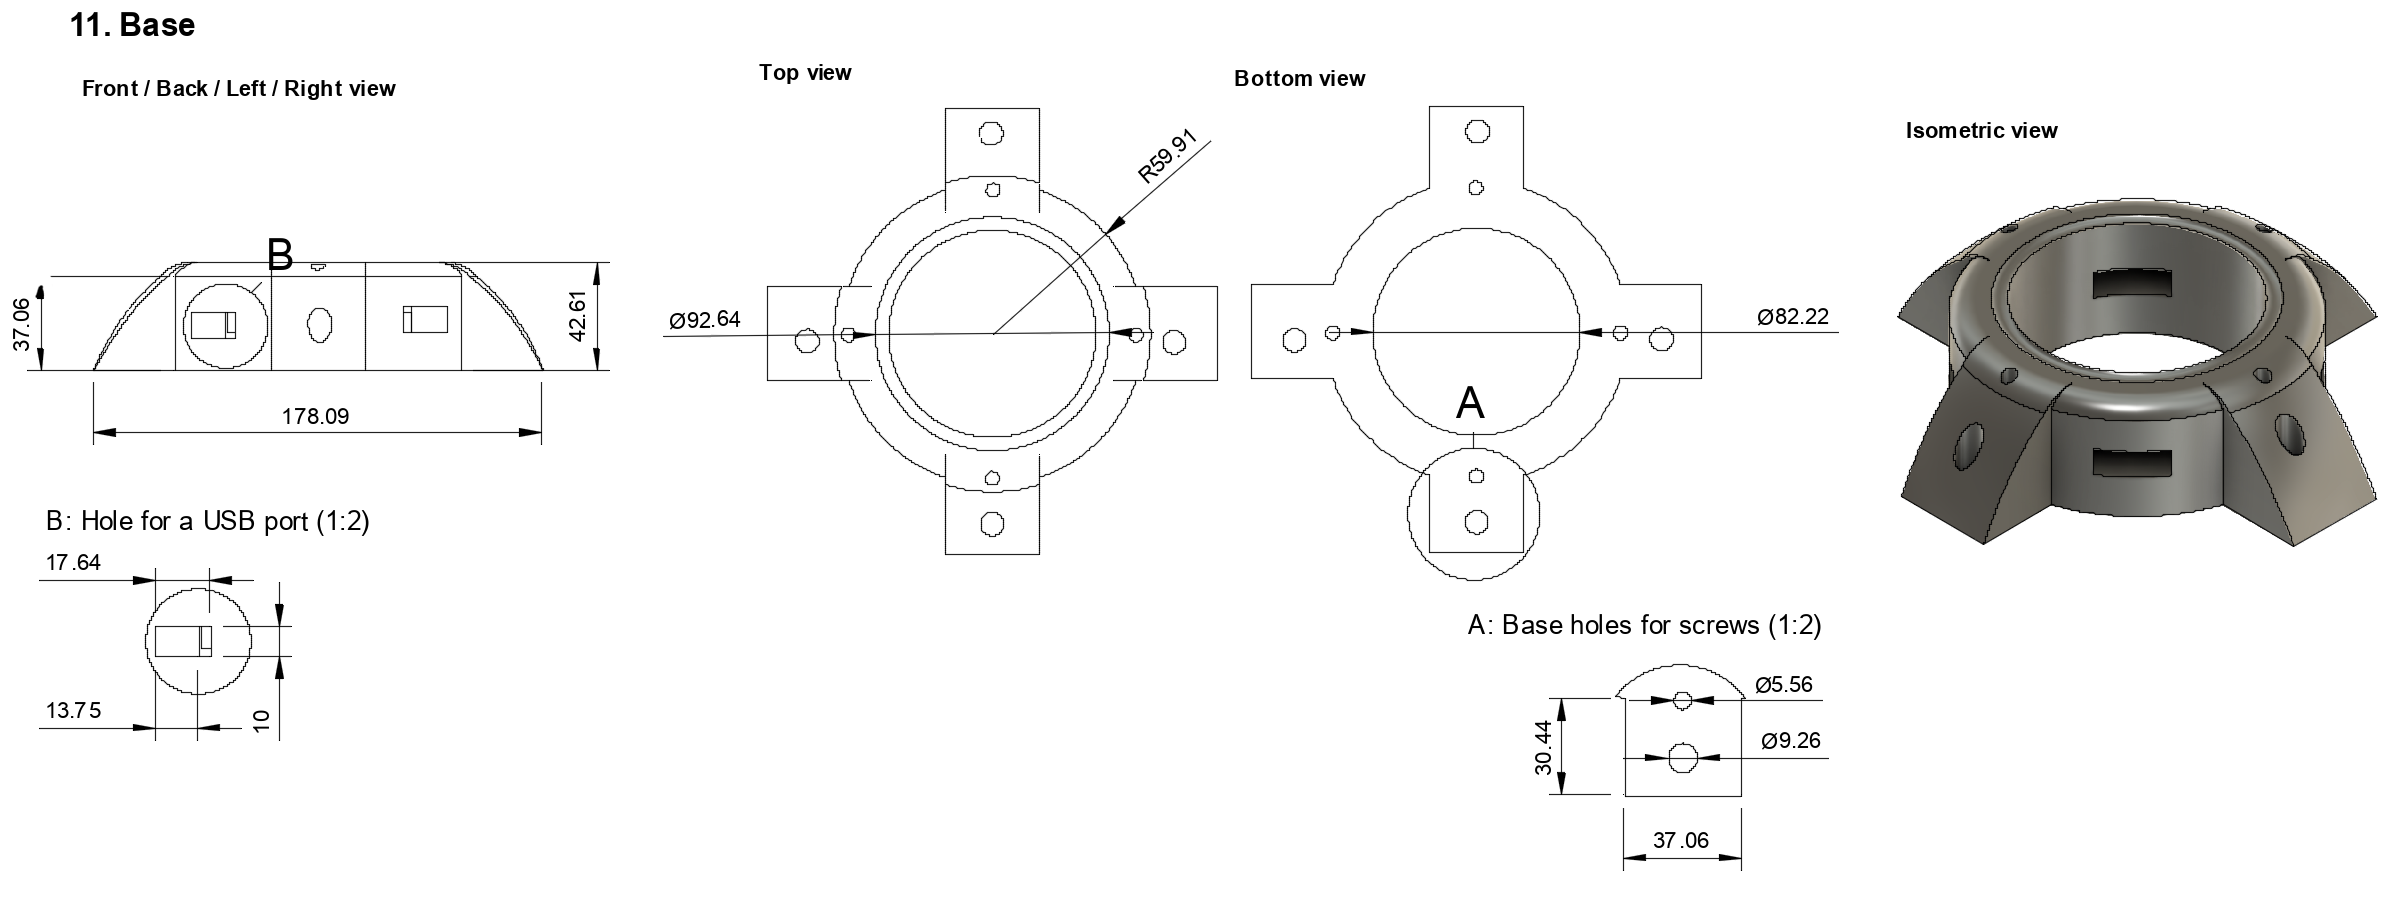 11. Base
Front / Back / Left / Right view
Top view
Bottom view
Isometric view
R59.91
B
37.06
42.61
178.09
Ø92.64
Ø82.22
A
B: Hole for a USB port (1:2)
17.64
13.75
10
A: Base holes for screws (1:2)
Ø5.56
Ø9.26
30.44
37.06